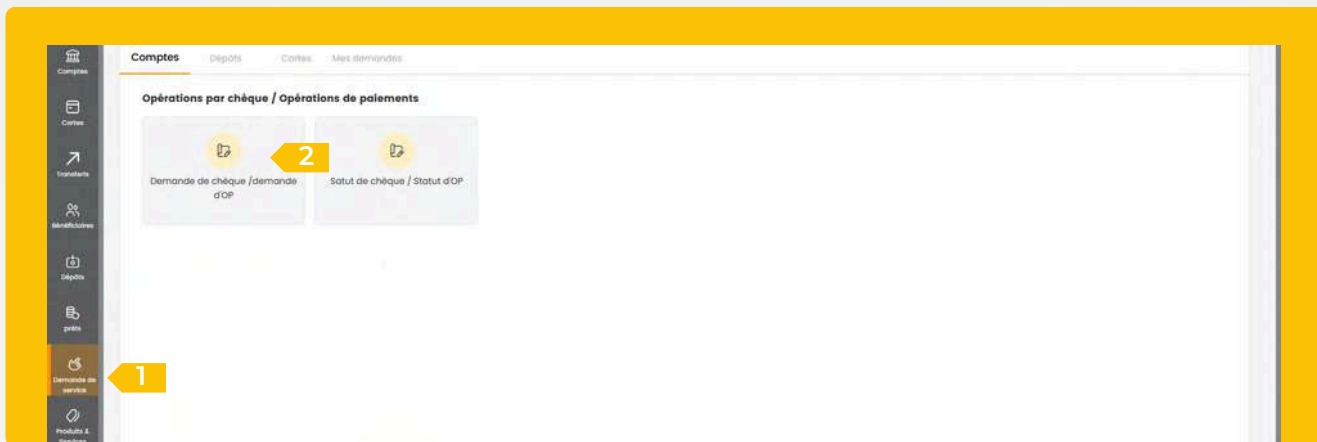 Comptes
Comptes Dépôts Cartes Mes demandes
Opérations par chèque / Opérations de paiements
Cartes
2
Transferts
Demande de chèque /demande
d'OP
Satut de chèque / Statut d'OP
Bénéficiaires
Dépôts
prêts
Demande de
service
1
Produits &
Services